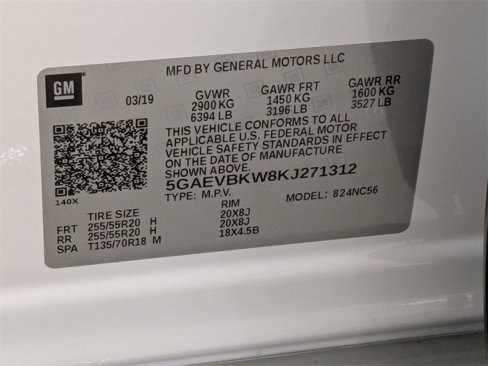 MFD BY GENERAL MOTORS LLC
GM
03/19
GVWR GAWR FRT GAWR RR
2900 KG 1450 KG 1600 KG
6394 LB 3196 LB 3527 LB
THIS VEHICLE CONFORMS TO ALL
APPLICABLE U.S. FEDERAL MOTOR
VEHICLE SAFETY STANDARDS IN EFFECT
ON THE DATE OF MANUFACTURE
SHOWN ABOVE.
5GAEVBKW8KJ271312
TYPE: M.P.V. MODEL: 824NC56
140X
TIRE SIZE RIM
FRT 255/55R20 H 20X8J
RR 255/55R20 H 20X8J
SPA T135/70R18 M 18X4.5B